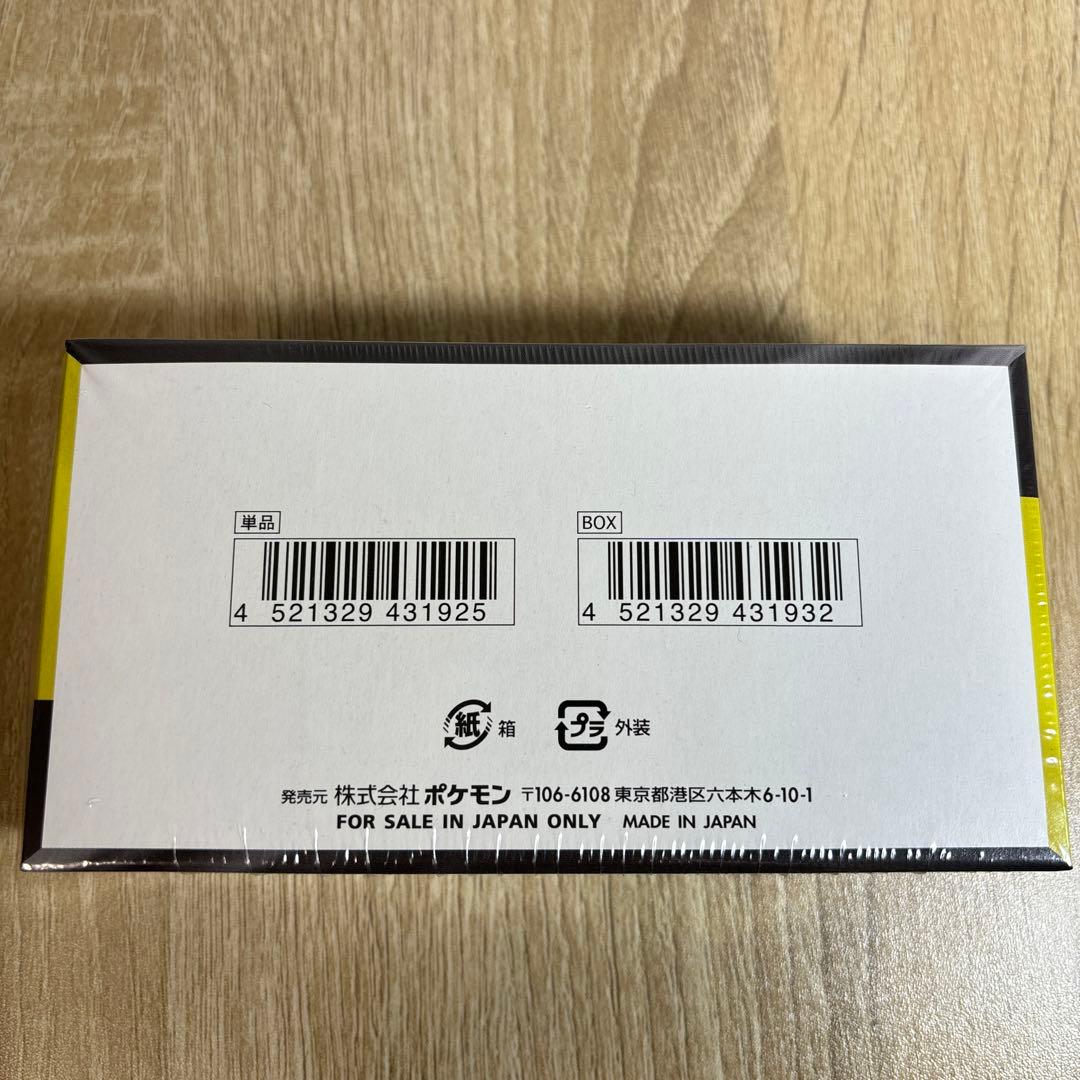 単品
4 521329 431925
BOX
4 521329 431932
紙 箱
プラ 外装
発売元 株式会社 ポケモン 〒106-6108 東京都港区六本木6-10-1
FOR SALE IN JAPAN ONLY MADE IN JAPAN